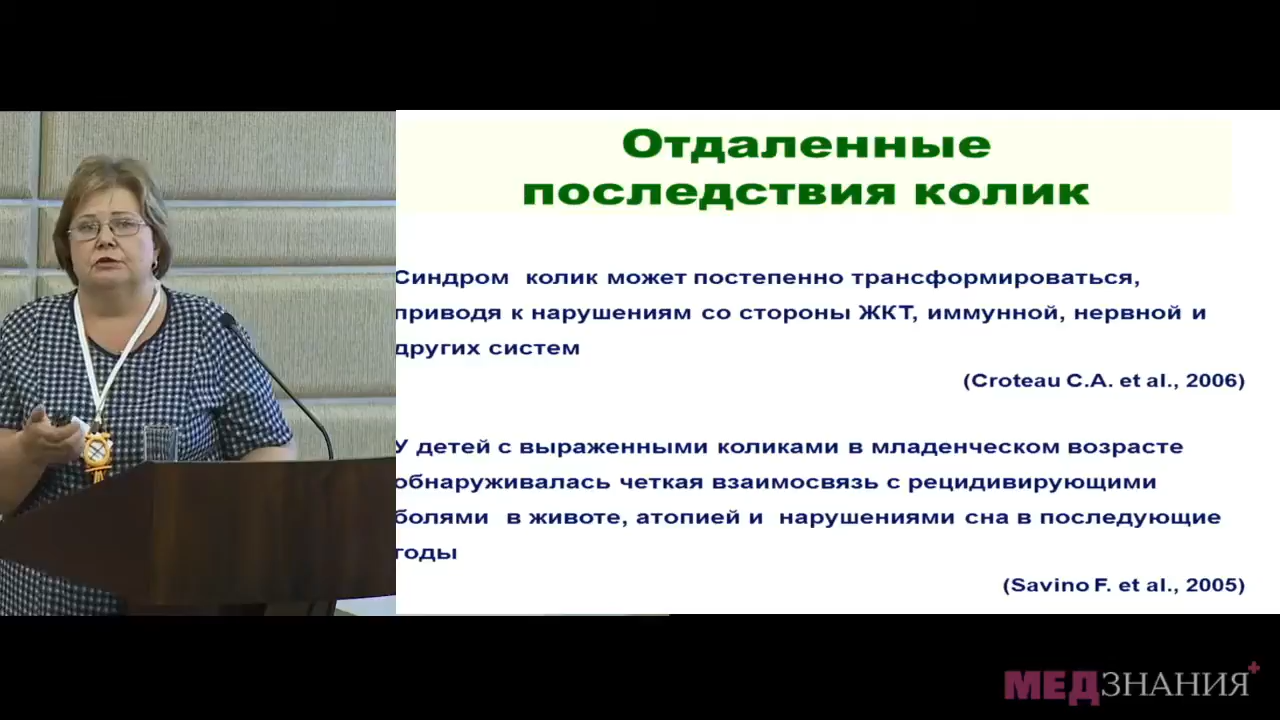 Отдаленные
последствия колик
Синдром колик может постепенно трансформироваться,
приводя к нарушениям со стороны ЖКТ, иммунной, нервной и
других систем
(Croteau C.A. et al., 2006)
У детей с выраженными коликами в младенческом возрасте
обнаруживалась четкая взаимосвязь с рецидивирующими
болями в животе, атопией и нарушениями сна в последующие
годы
(Savino F. et al., 2005)
МЕДЗНАНИЯ+